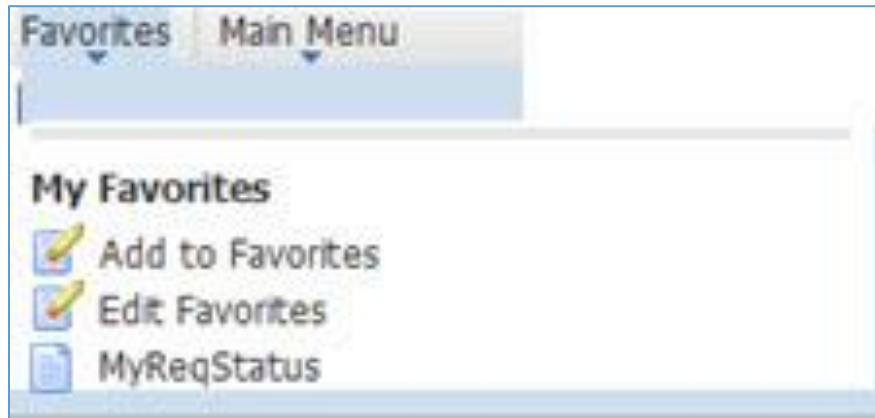 Favorites Main Menu
My Favorites
Add to Favorites
Edit Favorites
MyReqStatus